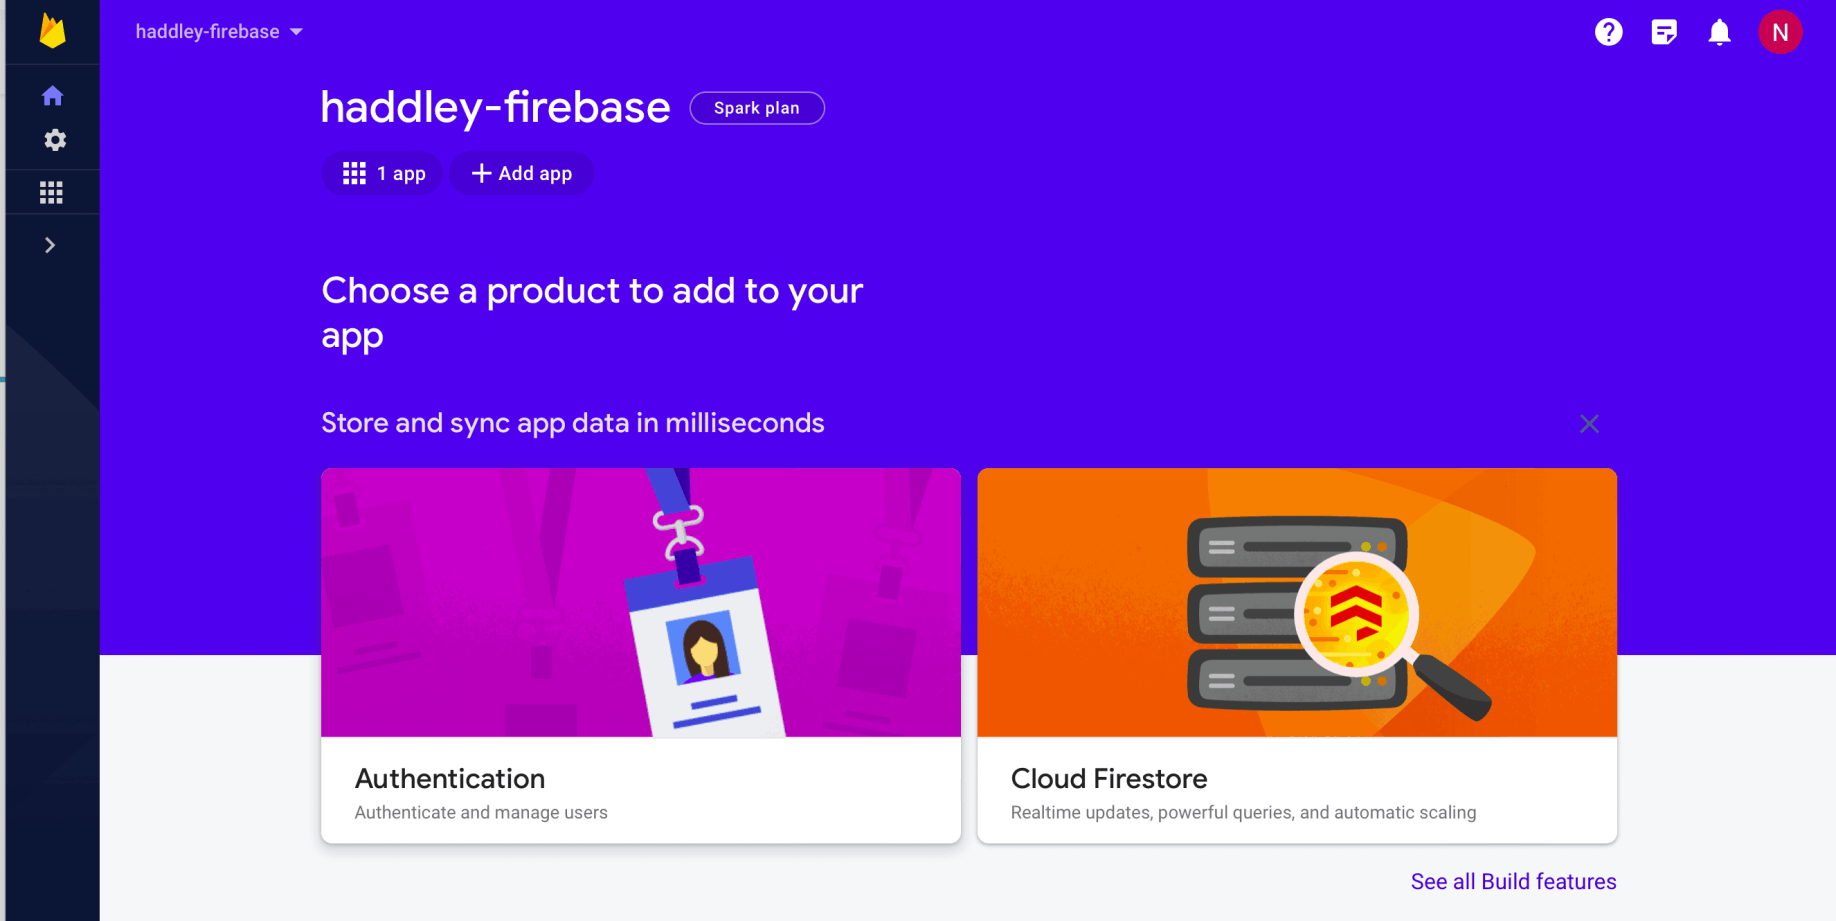 haddley-firebase
N
haddley-firebase
Spark plan
1 app
Add app
Choose a product to add to your
app
Store and sync app data in milliseconds
Authentication
Authenticate and manage users
Cloud Firestore
Realtime updates, powerful queries, and automatic scaling
See all Build features